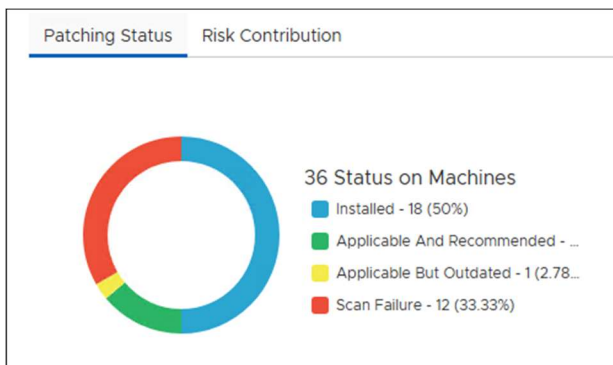 Patching Status Risk Contribution
36 Status on Machines
Installed - 18 (50%)
Applicable And Recommended - ...
Applicable But Outdated - 1 (2.78...
Scan Failure - 12 (33.33%)